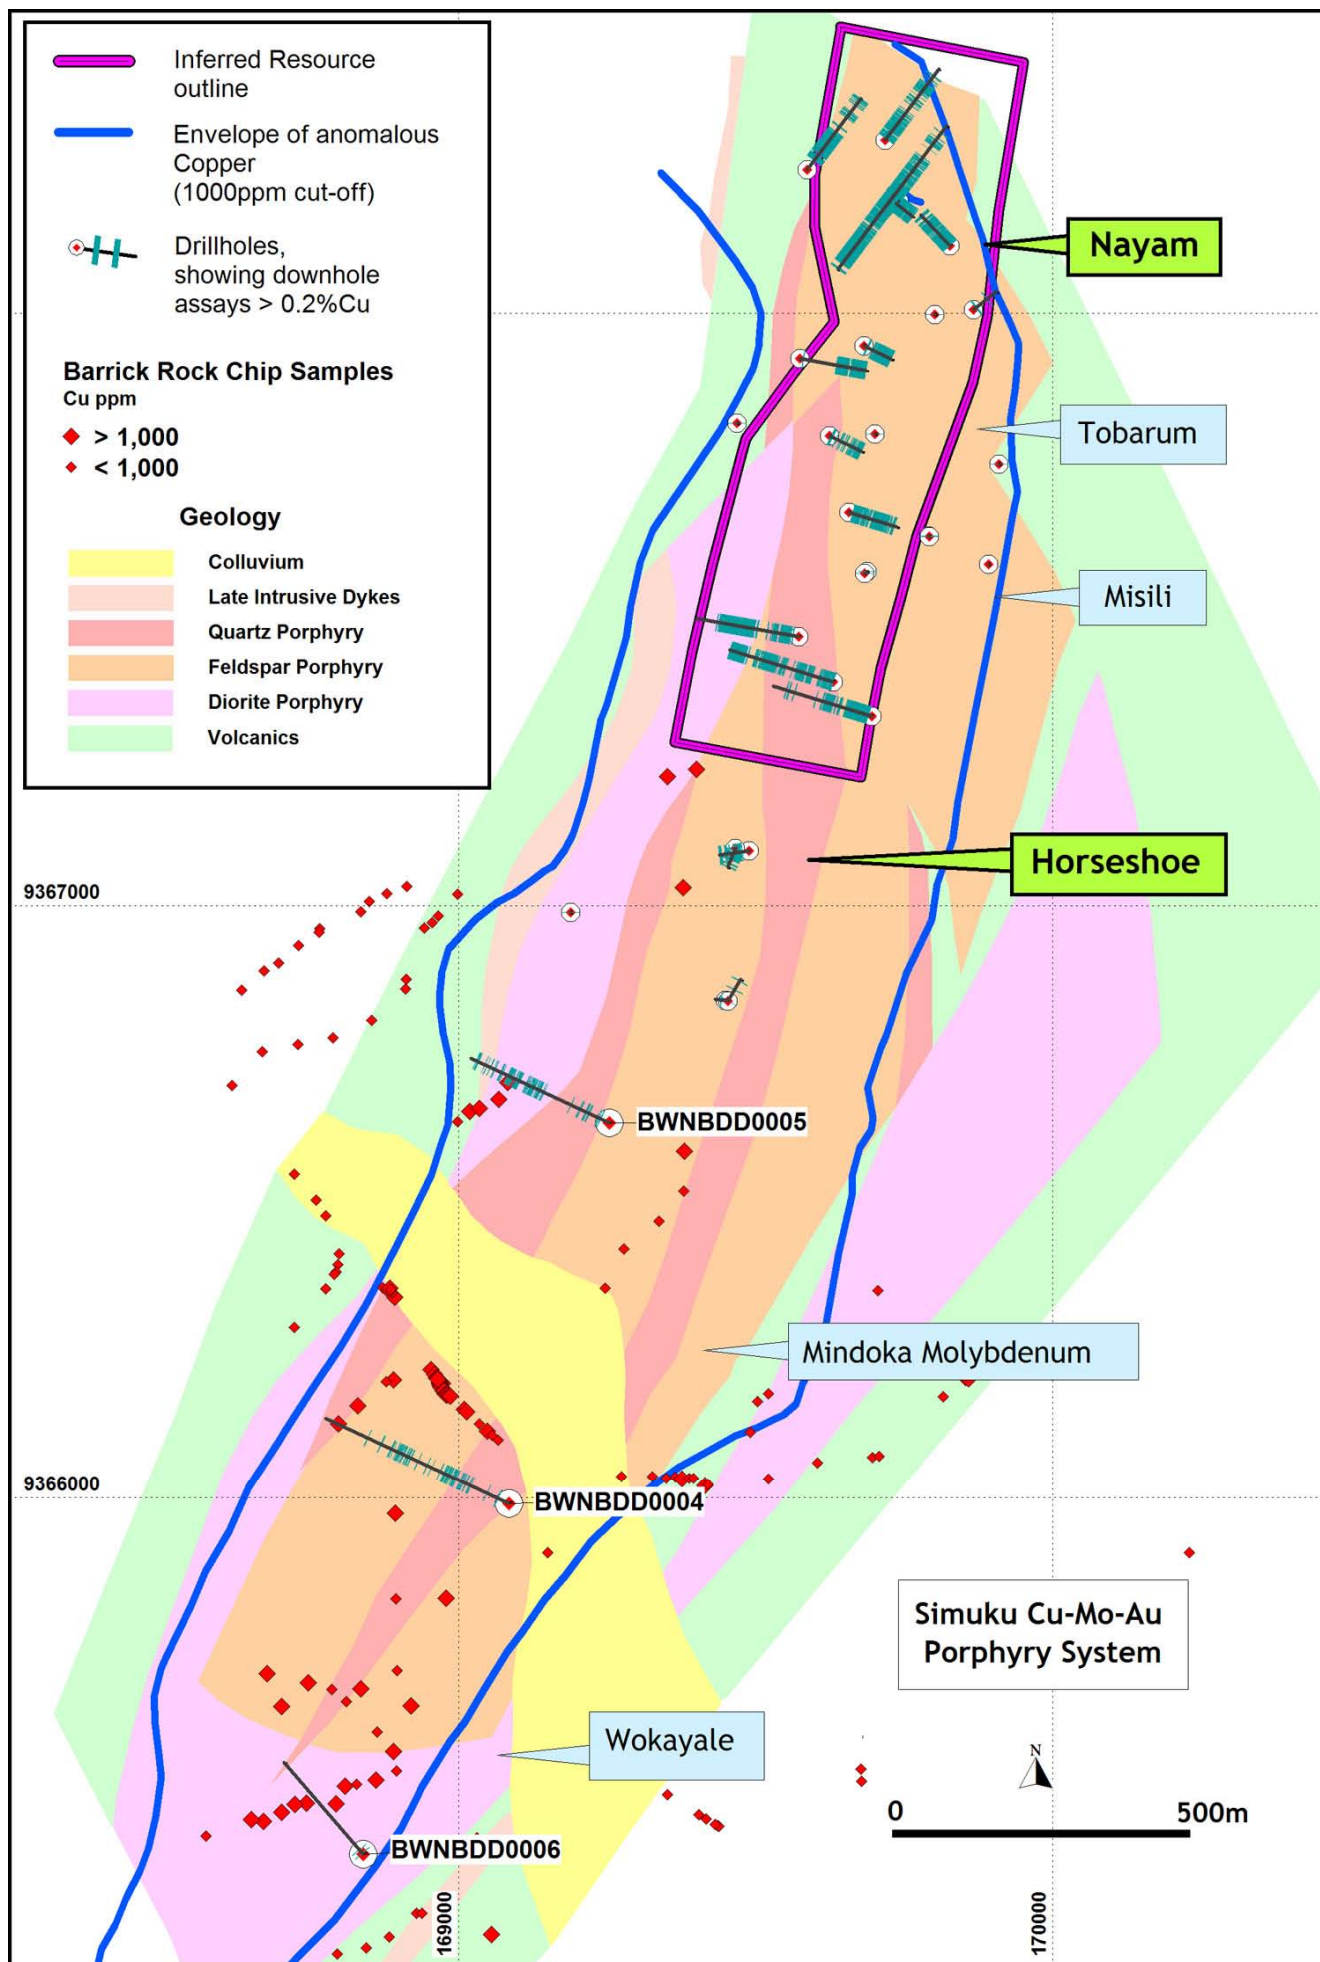 Inferred Resource
outline
Envelope of anomalous
Copper
(1000ppm cut-off)
Drillholes,
showing downhole
assays > 0.2%Cu
Barrick Rock Chip Samples
Cu ppm
> 1,000
< 1,000
Geology
Colluvium
Late Intrusive Dykes
Quartz Porphyry
Feldspar Porphyry
Diorite Porphyry
Volcanics
Nayam
Tobarum
Misili
Horseshoe
9367000
BWNBDD0005
Mindoka Molybdenum
9366000
BWNBDD0004
Simuku Cu-Mo-Au
Porphyry System
Wokayale
N
0
500m
BWNBDD0006
169000
170000